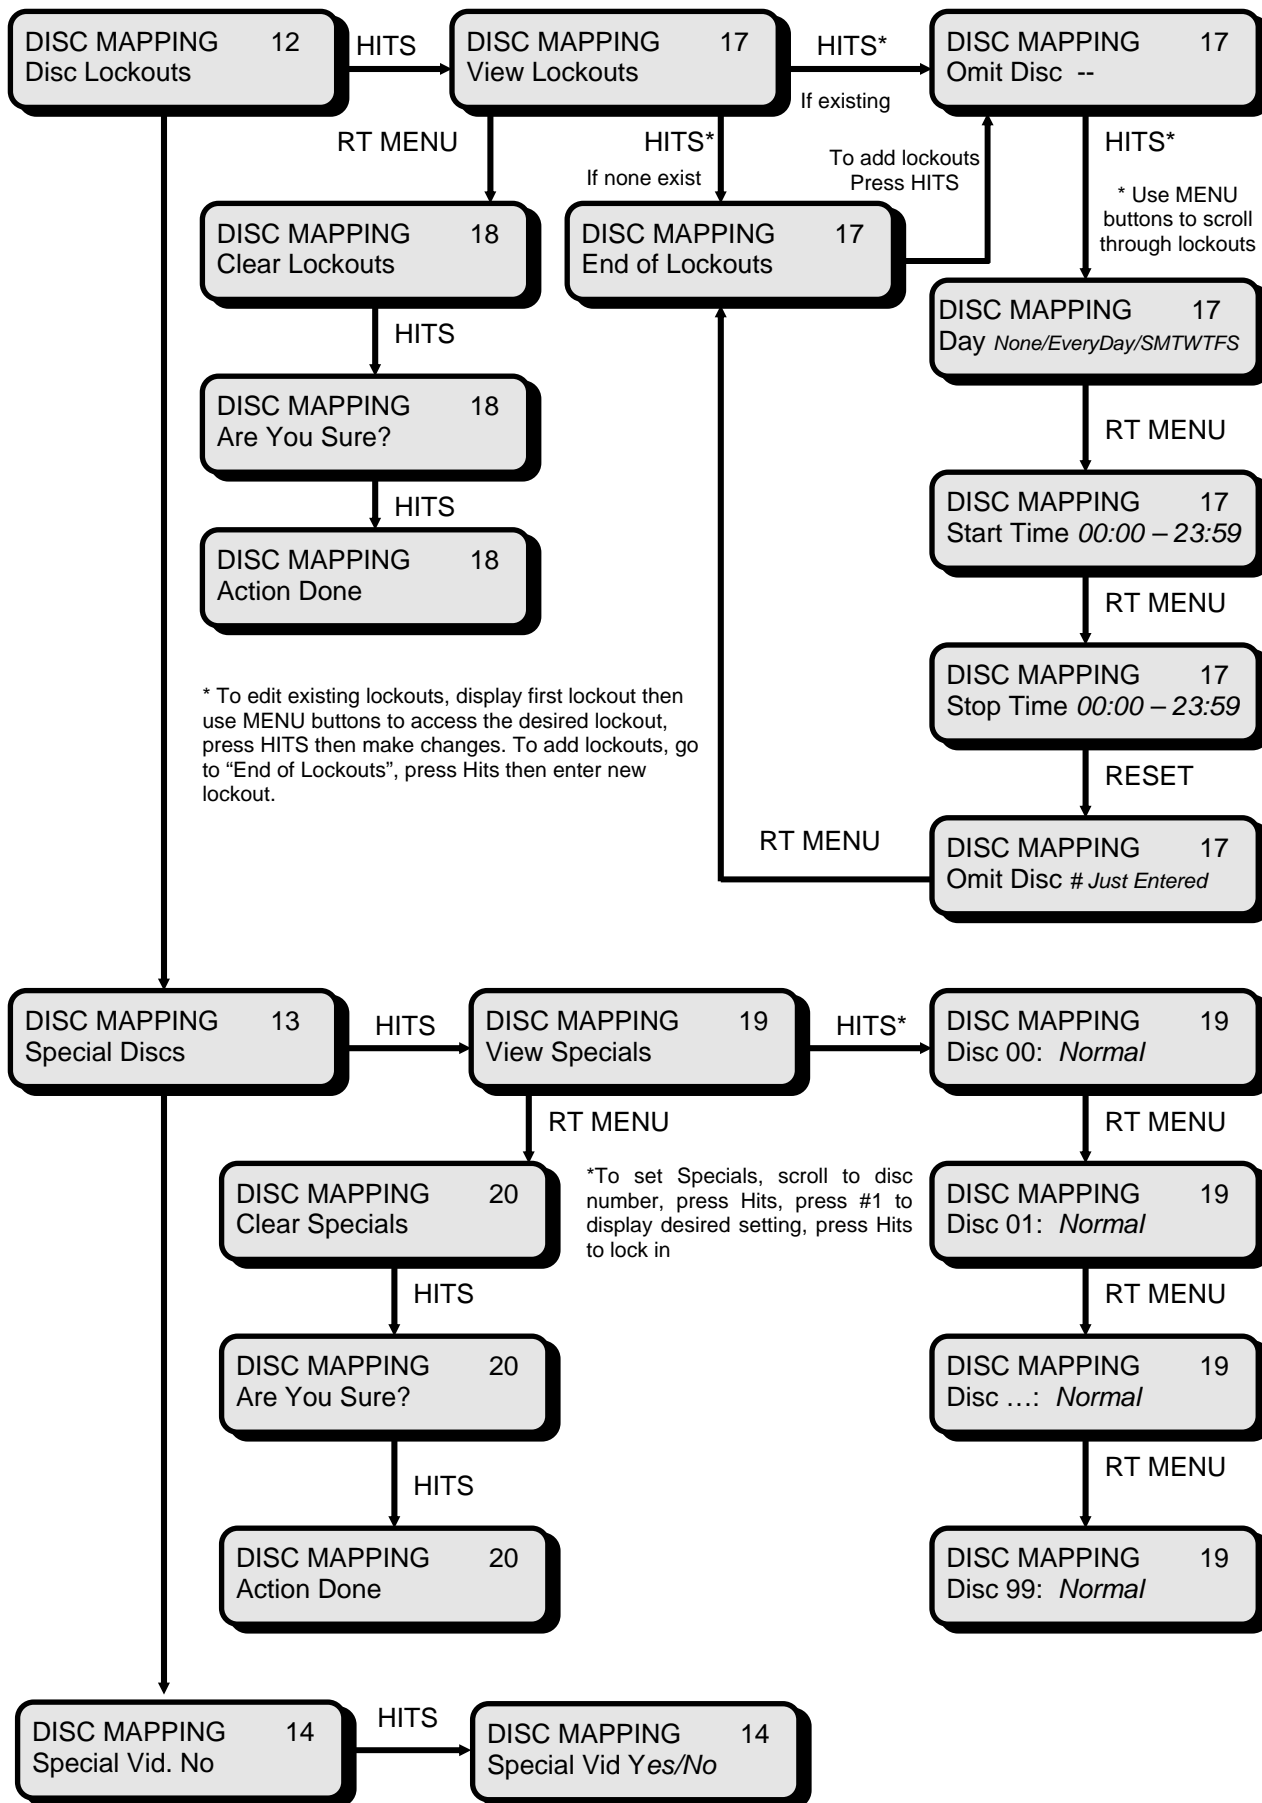 DISC MAPPING 12
Disc Lockouts
HITS
DISC MAPPING 17
View Lockouts
HITS*
If existing
DISC MAPPING 17
Omit Disc --
RT MENU
HITS*
If none exist
To add lockouts
Press HITS
HITS*
* Use MENU
buttons to scroll
through lockouts
DISC MAPPING 18
Clear Lockouts
DISC MAPPING 17
End of Lockouts
DISC MAPPING 17
Day None/EveryDay/SMTWTFS
HITS
DISC MAPPING 18
Are You Sure?
RT MENU
HITS
DISC MAPPING 17
Start Time 00:00 – 23:59
DISC MAPPING 18
Action Done
RT MENU
DISC MAPPING 17
Stop Time 00:00 – 23:59
* To edit existing lockouts, display first lockout then
use MENU buttons to access the desired lockout,
press HITS then make changes. To add lockouts, go
to “End of Lockouts”, press Hits then enter new
lockout.
RESET
RT MENU
DISC MAPPING 17
Omit Disc # Just Entered
DISC MAPPING 13
Special Discs
HITS
DISC MAPPING 19
View Specials
HITS*
DISC MAPPING 19
Disc 00: Normal
RT MENU
RT MENU
DISC MAPPING 20
Clear Specials
*To set Specials, scroll to disc
number, press Hits, press #1 to
display desired setting, press Hits
to lock in
DISC MAPPING 19
Disc 01: Normal
HITS
RT MENU
DISC MAPPING 20
Are You Sure?
DISC MAPPING 19
Disc …: Normal
HITS
RT MENU
DISC MAPPING 20
Action Done
DISC MAPPING 19
Disc 99: Normal
DISC MAPPING 14
Special Vid. No
HITS
DISC MAPPING 14
Special Vid Yes/No